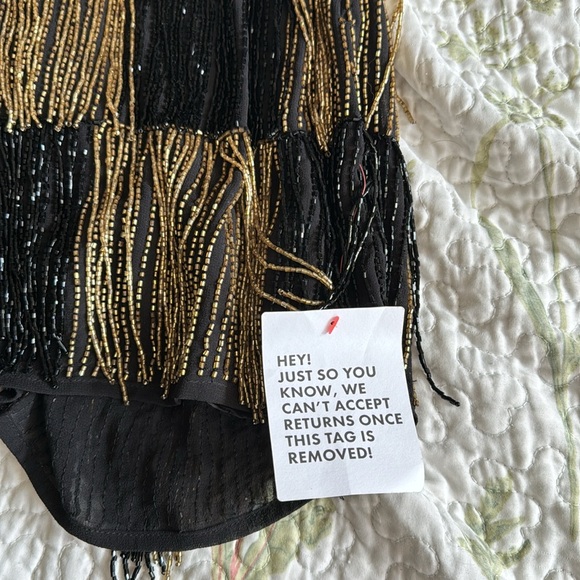 HEY!
JUST SO YOU
KNOW, WE
CAN'T ACCEPT
RETURNS ONCE
THIS TAG IS
REMOVED!